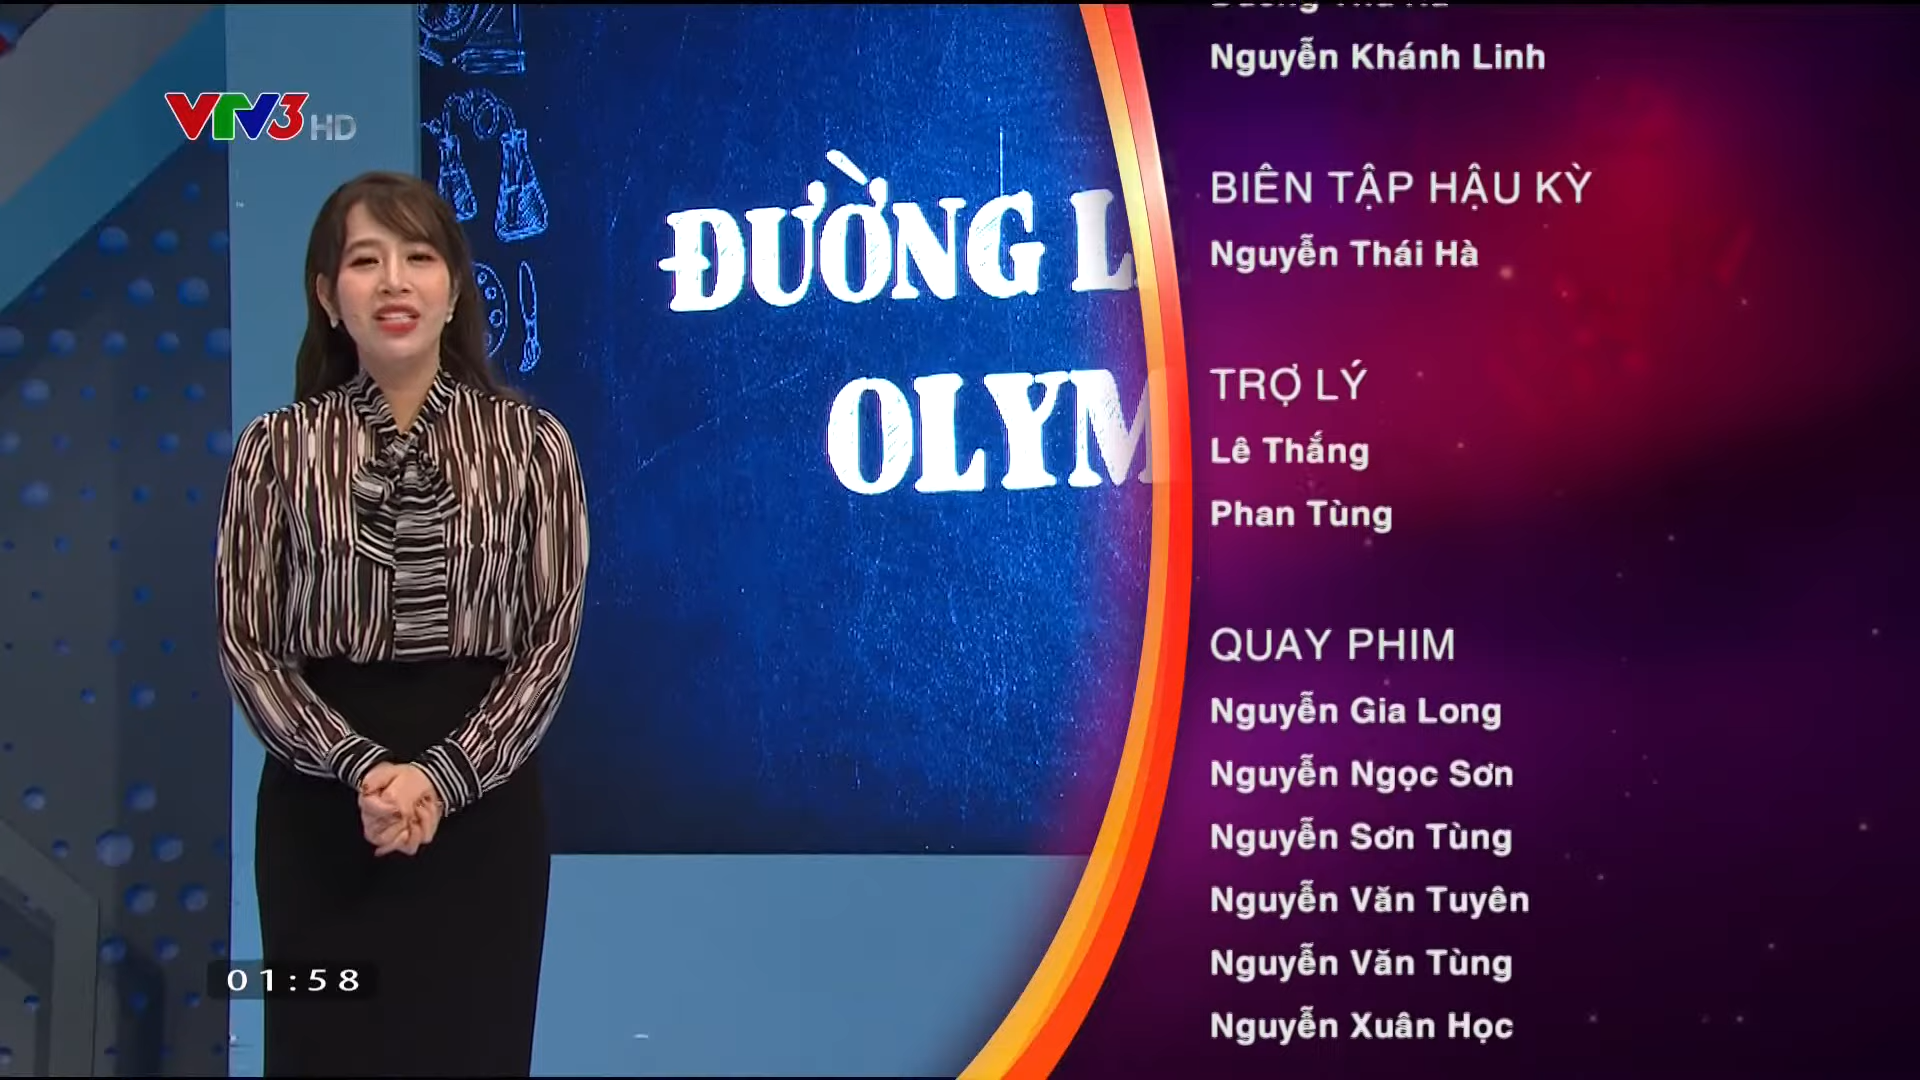 VTV3 HD
ĐƯỜNG L
OLYM
01:58
Nguyễn Khánh Linh
BIÊN TẬP HẬU KỲ
Nguyễn Thái Hà
TRỢ LÝ
Lê Thắng
Phan Tùng
QUAY PHIM
Nguyễn Gia Long
Nguyễn Ngọc Sơn
Nguyễn Sơn Tùng
Nguyễn Văn Tuyên
Nguyễn Văn Tùng
Nguyễn Xuân Học